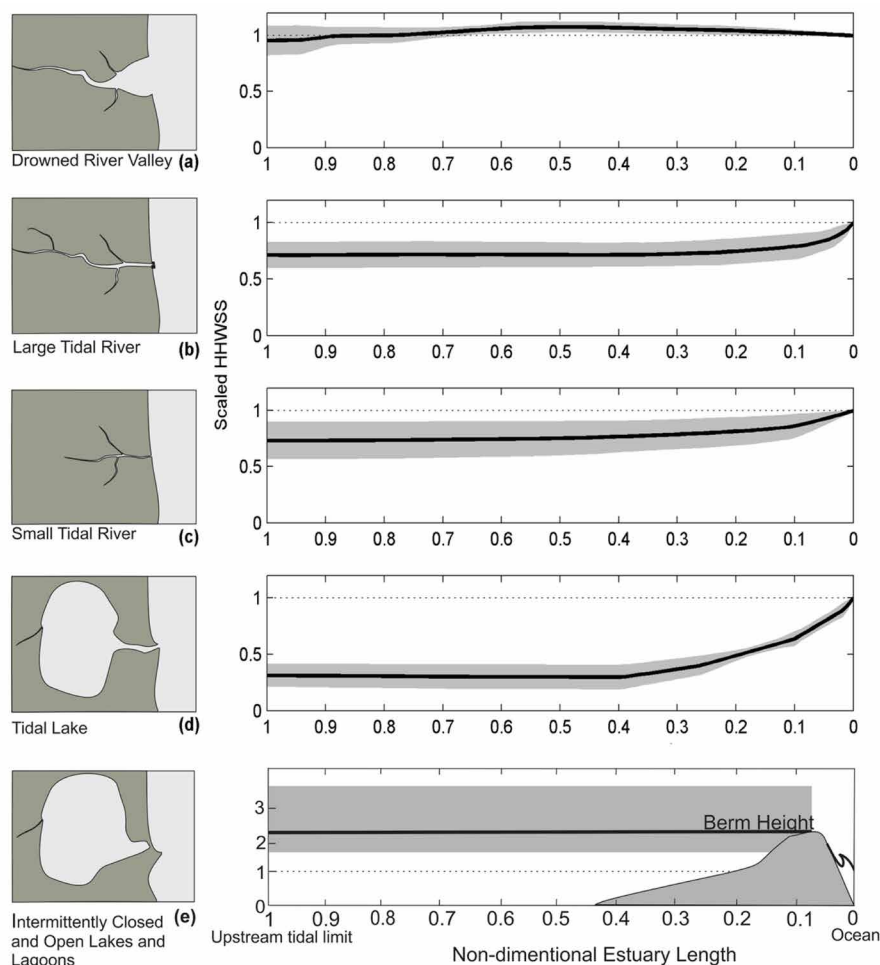 1
0.5
0
1 0.9 0.8 0.7 0.6 0.5 0.4 0.3 0.2 0.1 0
Drowned River Valley (a)
1
0.5
0
1 0.9 0.8 0.7 0.6 0.5 0.4 0.3 0.2 0.1 0
Large Tidal River (b)
Scaled HHWSS
1
0.5
0
1 0.9 0.8 0.7 0.6 0.5 0.4 0.3 0.2 0.1 0
Small Tidal River (c)
1
0.5
0
1 0.9 0.8 0.7 0.6 0.5 0.4 0.3 0.2 0.1 0
Tidal Lake (d)
3
2
1
0
Berm Height
1 0.9 0.8 0.7 0.6 0.5 0.4 0.3 0.2 0.1 0
Intermittently Closed (e)
and Open Lakes and
Lagoons
Upstream tidal limit
Non-dimentional Estuary Length
Ocean